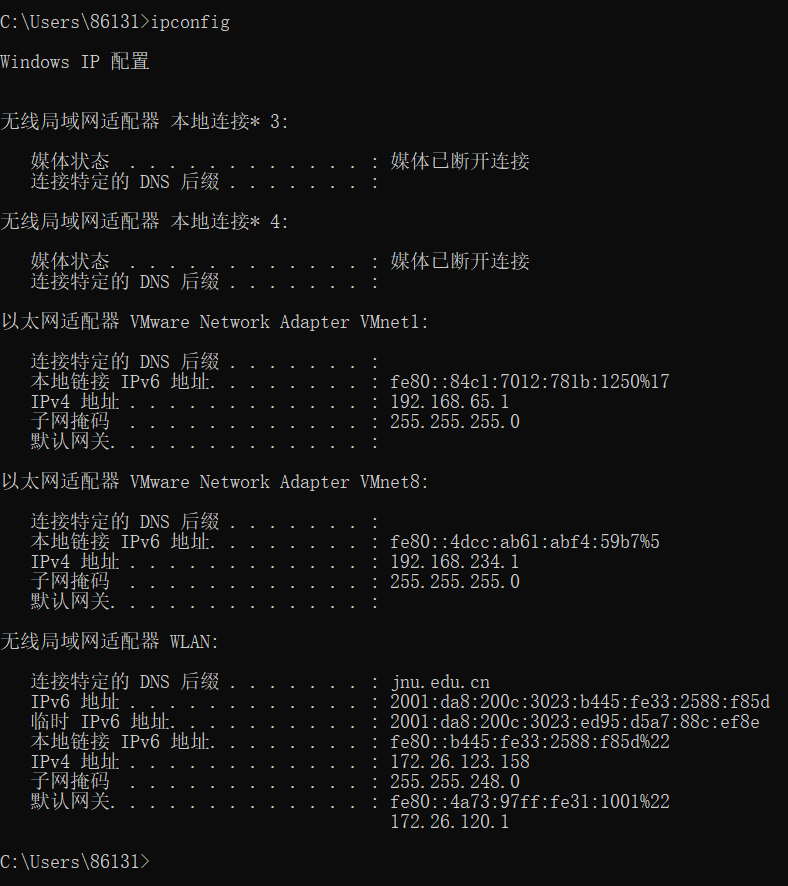 C:\Users\86131>ipconfig
Windows IP 配置
无线局域网适配器 本地连接* 3:
媒体状态  . . . . . . . . . . . . : 媒体已断开连接
连接特定的 DNS 后缀 . . . . . . . :
无线局域网适配器 本地连接* 4:
媒体状态  . . . . . . . . . . . . : 媒体已断开连接
连接特定的 DNS 后缀 . . . . . . . :
以太网适配器 VMware Network Adapter VMnet1:
连接特定的 DNS 后缀 . . . . . . . :
本地链接 IPv6 地址. . . . . . . . : fe80::84c1:7012:781b:1250%17
IPv4 地址 . . . . . . . . . . . . : 192.168.65.1
子网掩码  . . . . . . . . . . . . : 255.255.255.0
默认网关. . . . . . . . . . . . . :
以太网适配器 VMware Network Adapter VMnet8:
连接特定的 DNS 后缀 . . . . . . . :
本地链接 IPv6 地址. . . . . . . . : fe80::4dcc:ab61:abf4:59b7%5
IPv4 地址 . . . . . . . . . . . . : 192.168.234.1
子网掩码  . . . . . . . . . . . . : 255.255.255.0
默认网关. . . . . . . . . . . . . :
无线局域网适配器 WLAN:
连接特定的 DNS 后缀 . . . . . . . : jnu.edu.cn
IPv6 地址 . . . . . . . . . . . . : 2001:da8:200c:3023:b445:fe33:2588:f85d
临时 IPv6 地址. . . . . . . . . . : 2001:da8:200c:3023:ed95:d5a7:88c:ef8e
本地链接 IPv6 地址. . . . . . . . : fe80::b445:fe33:2588:f85d%22
IPv4 地址 . . . . . . . . . . . . : 172.26.123.158
子网掩码  . . . . . . . . . . . . : 255.255.248.0
默认网关. . . . . . . . . . . . . : fe80::4a73:97ff:fe31:1001%22
172.26.120.1
C:\Users\86131>